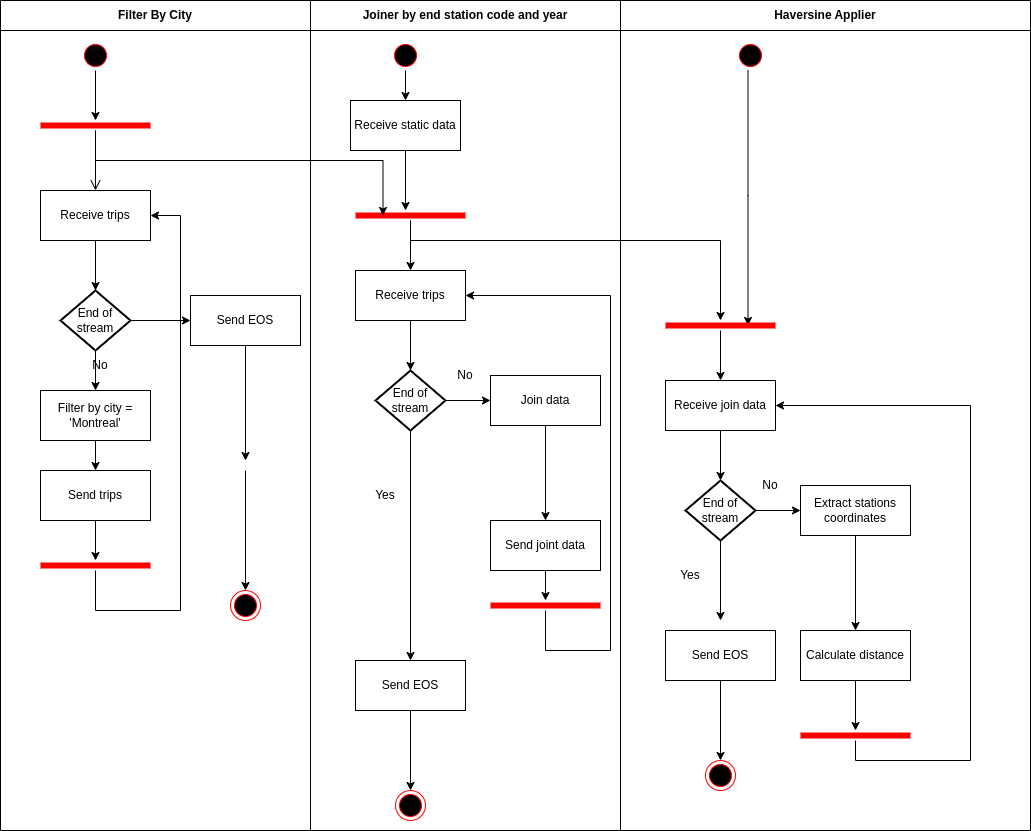 Filter By City
Joiner by end station code and year
Haversine Applier
Receive static data
Receive trips
End of
stream
No
Send EOS
Filter by city =
'Montreal'
Send trips
Receive trips
End of
stream
No
Join data
Yes
Send joint data
Send EOS
Receive join data
End of
stream
No
Extract stations
coordinates
Yes
Send EOS
Calculate distance